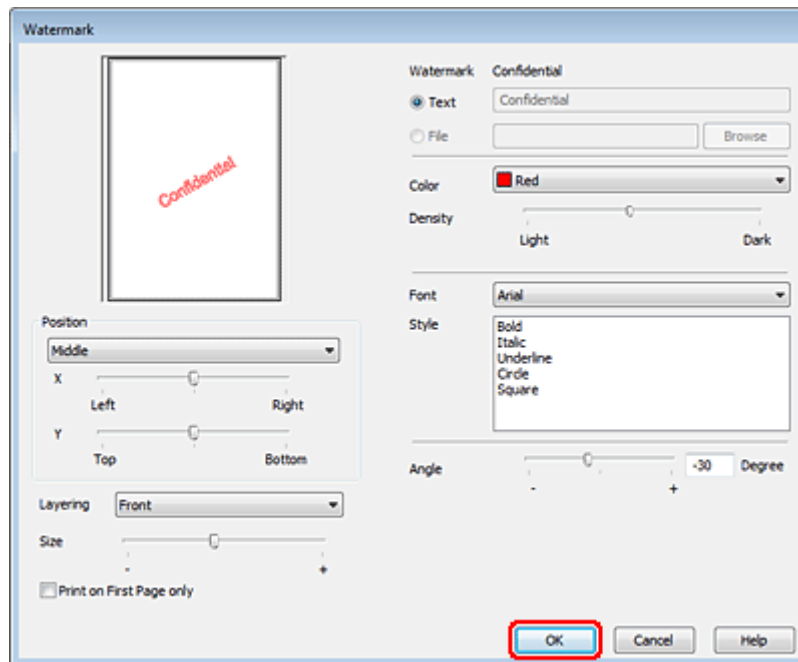 Watermark
Confidential
Position
Middle
X
Left Right
Y
Top Bottom
Layering Front
Size
- +
Print on First Page only
Watermark Confidential
Text Confidential
File Browse
Color Red
Density
Light Dark
Font Arial
Style
Bold
Italic
Underline
Circle
Square
Angle -30 Degree
- +
OK Cancel Help